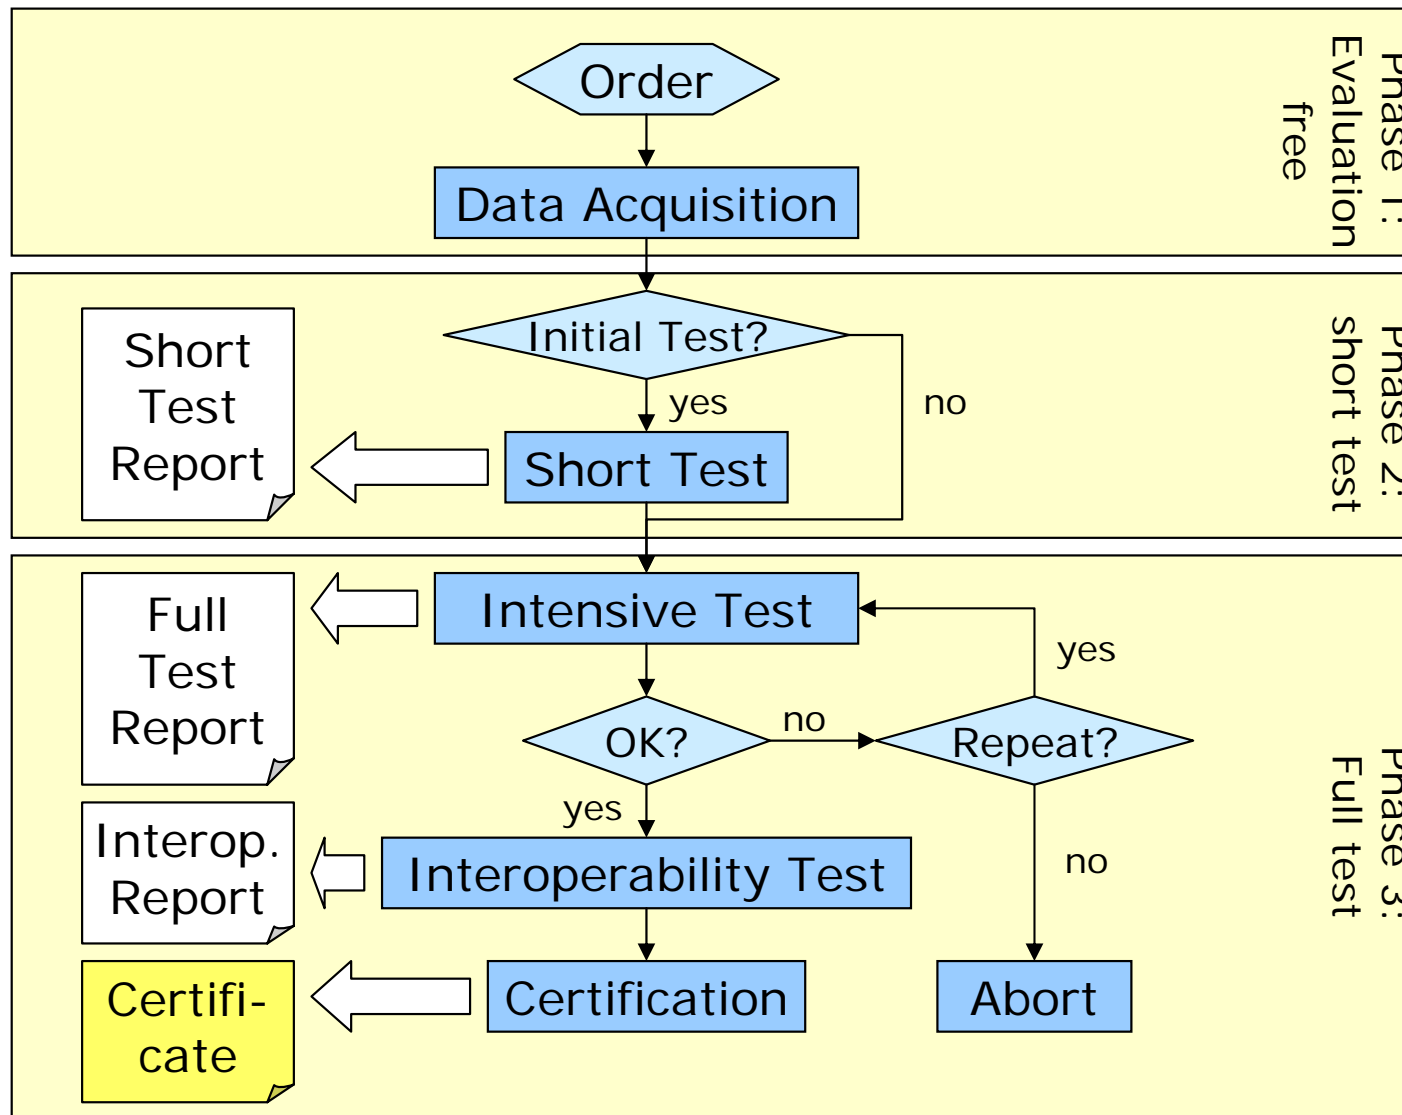 Order
Data Acquisition
Phase 1:
Evaluation
free
Initial Test?
yes
no
Short Test
Short
Test
Report
Phase 2:
short test
Intensive Test
Full
Test
Report
OK?
no
Repeat?
yes
yes
no
Interoperability Test
Interop.
Report
Certification
Abort
Certifi-
cate
Phase 3:
Full test